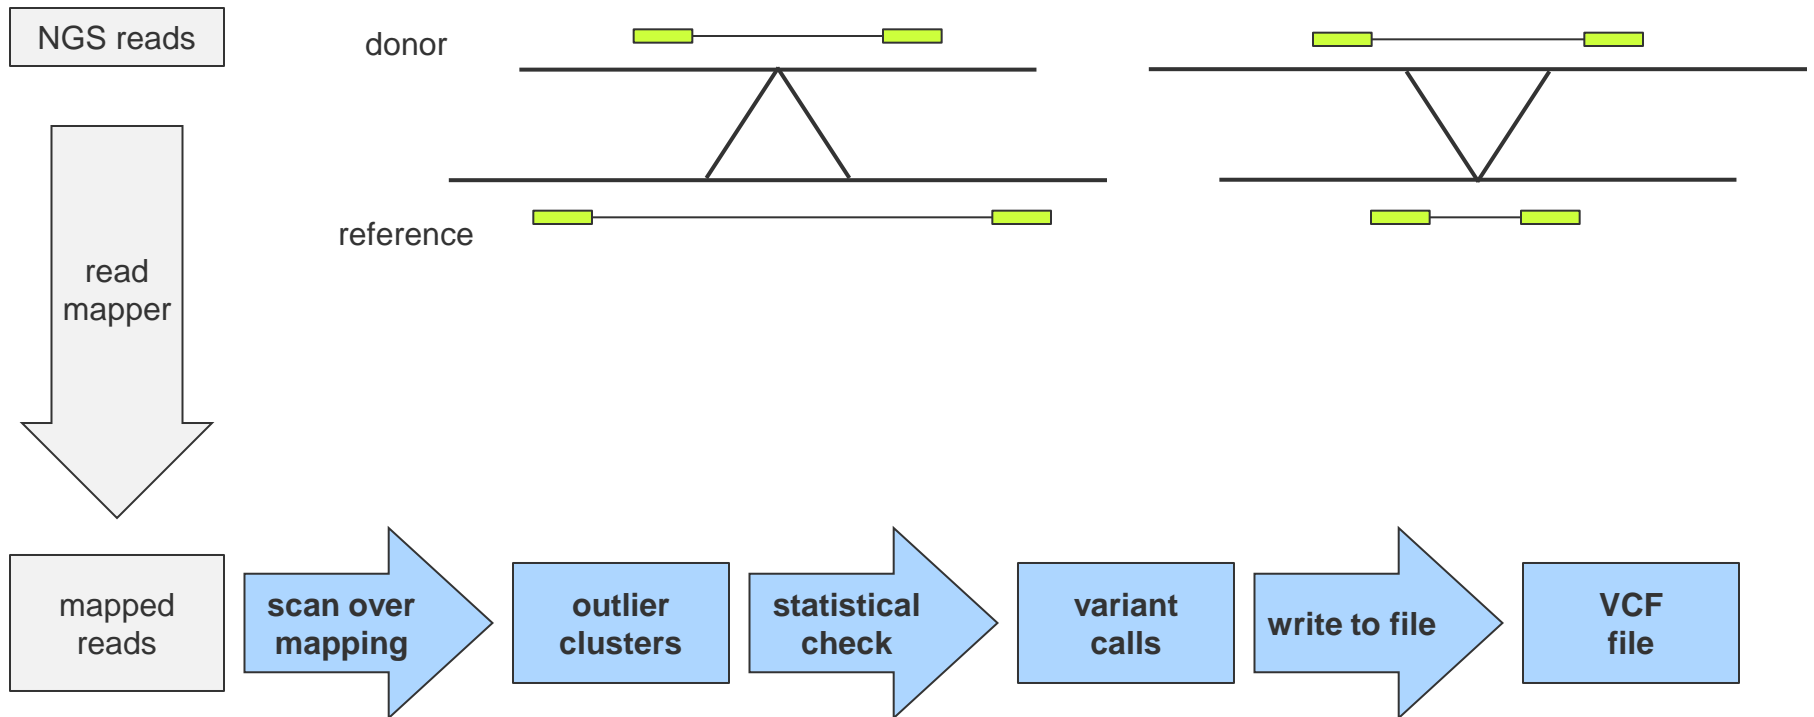 NGS reads
donor
reference
read
mapper
mapped
reads
scan over
mapping
outlier
clusters
statistical
check
variant
calls
write to file
VCF
file